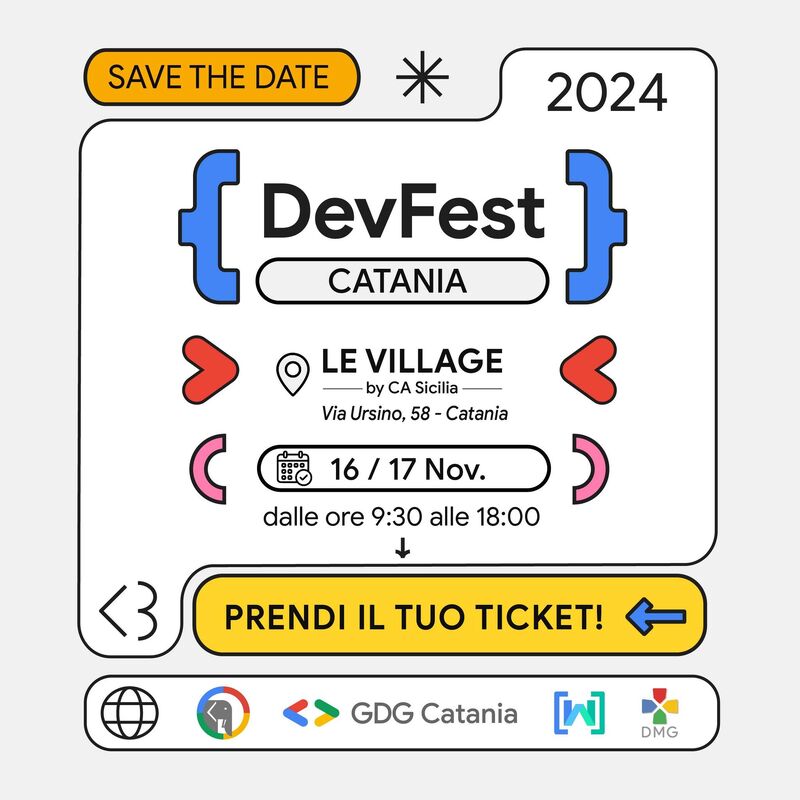 SAVE THE DATE
2024
DevFest
CATANIA
LE VILLAGE
by CA Sicilia
Via Ursino, 58 - Catania
16 / 17 Nov.
dalle ore 9:30 alle 18:00
PRENDI IL TUO TICKET!
GDG Catania
DMG